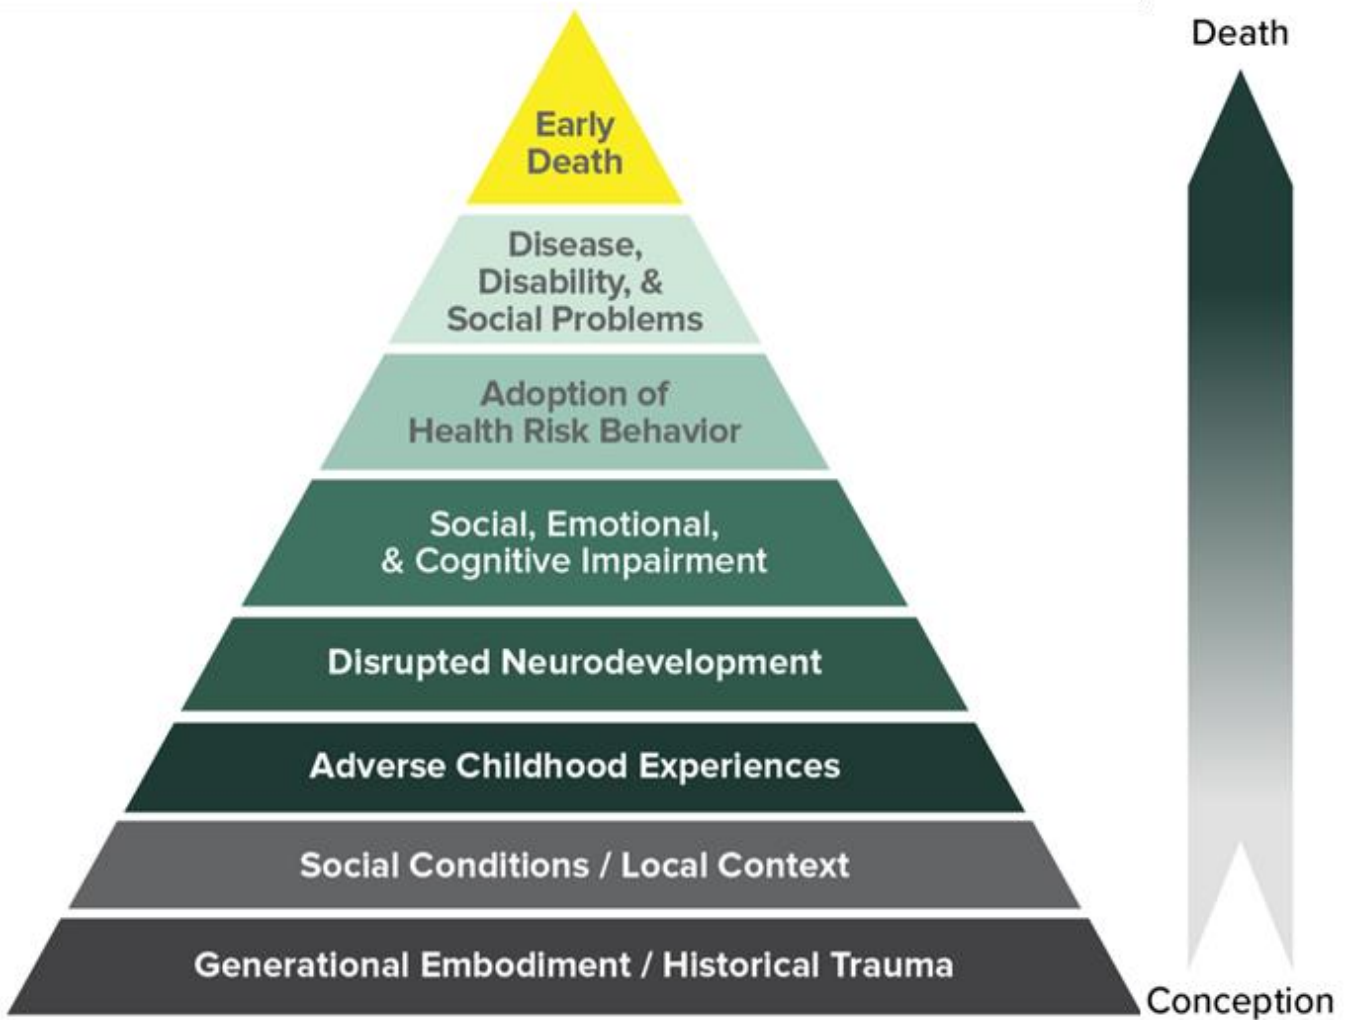 Death
Early
Death
Disease,
Disability, &
Social Problems
Adoption of
Health Risk Behavior
Social, Emotional,
& Cognitive Impairment
Disrupted Neurodevelopment
Adverse Childhood Experiences
Social Conditions / Local Context
Generational Embodiment / Historical Trauma
Conception